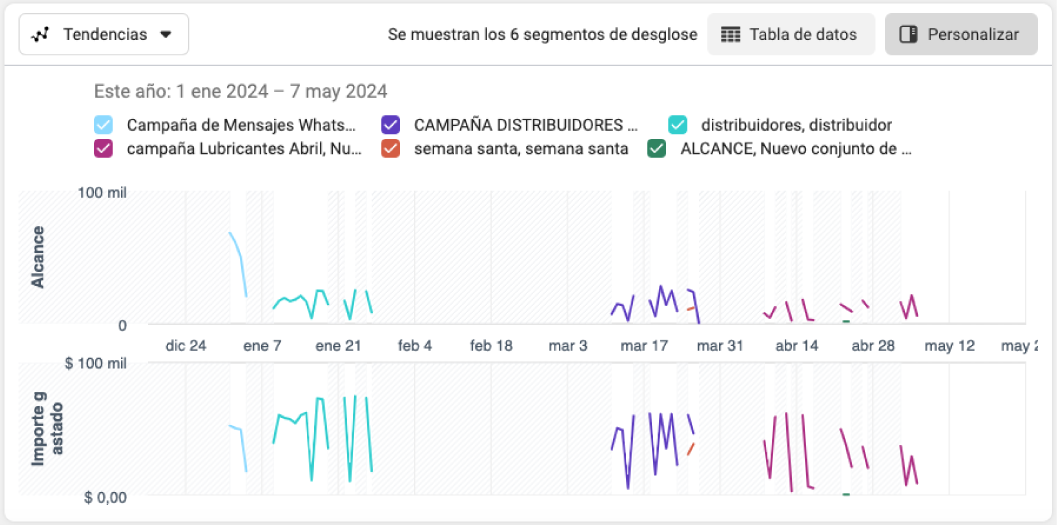 Tendencias
Se muestran los 6 segmentos de desglose
Tabla de datos
Personalizar
Este año: 1 ene 2024 – 7 may 2024
Campaña de Mensajes Whats...
CAMPAÑA DISTRIBUIDORES ...
distribuidores, distribuidor
campaña Lubricantes Abril, Nu...
semana santa, semana santa
ALCANCE, Nuevo conjunto de ...
Alcance
100 mil
0
dic 24 ene 7 ene 21 feb 4 feb 18 mar 3 mar 17 mar 31 abr 14 abr 28 may 12 may 2
Importe g
astado
$ 100 mil
$ 0,00